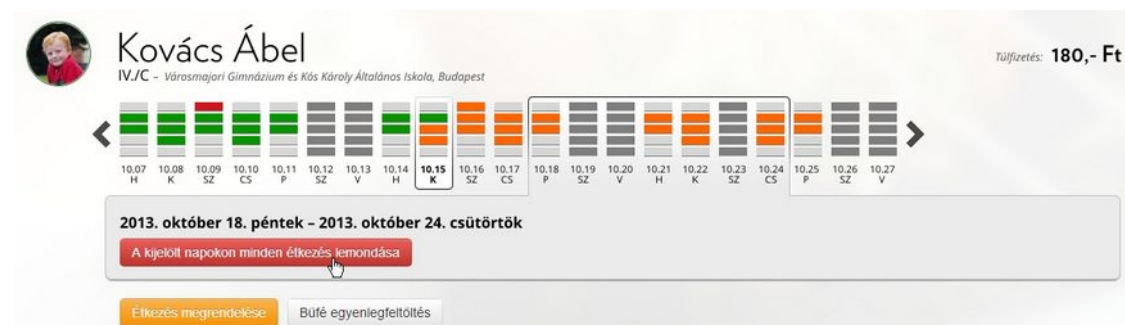 Kovács Ábel
Túlfizetés: 180,- Ft
IV./C – Városmajori Gimnázium és Kós Károly Általános Iskola, Budapest
10.07 10.08 10.09 10.10 10.11 10.12 10.13 10.14 10.15 10.16 10.17 10.18 10.19 10.20 10.21 10.22 10.23 10.24 10.25 10.26 10.27
H K SZ CS P SZ V H K SZ CS P SZ V H K SZ CS P SZ V
2013. október 18. péntek – 2013. október 24. csütörtök
A kijelölt napokon minden étkezés lemondása
Étkezés megrendelése Büfé egyenlegfeltöltés